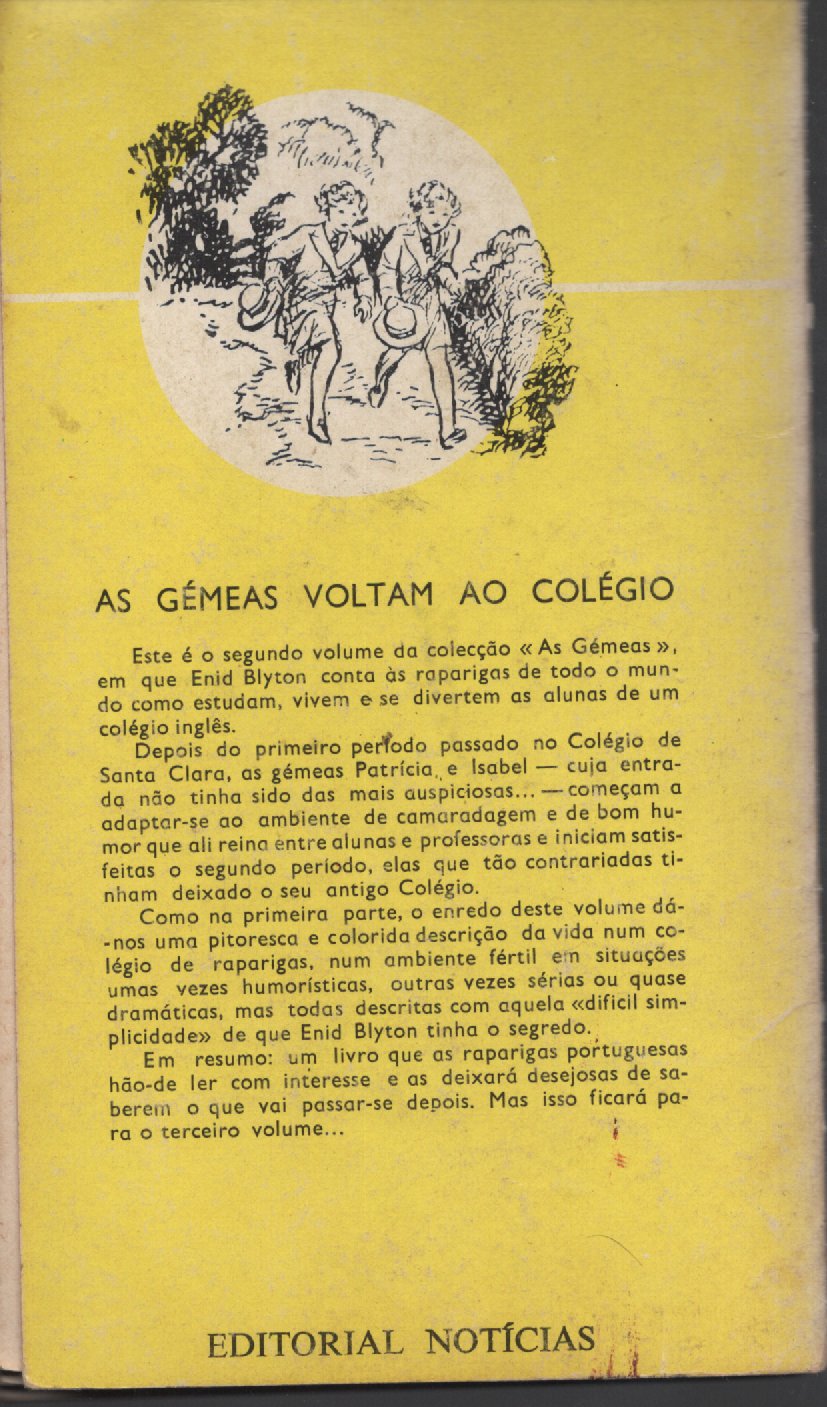 AS GÉMEAS VOLTAM AO COLÉGIO
Este é o segundo volume da colecção «As Gémeas»,
em que Enid Blyton conta às raparigas de todo o mun-
do como estudam, vivem e se divertem as alunas de um
colégio inglês.
Depois do primeiro período passado no Colégio de
Santa Clara, as gémeas Patrícia e Isabel — cuja entra-
da não tinha sido das mais auspiciosas... — começam a
adaptar-se ao ambiente de camaradagem e de bom hu-
mor que ali reina entre alunas e professoras e iniciam satis-
feitas o segundo período, elas que tão contrariadas ti-
nham deixado o seu antigo Colégio.
Como na primeira parte, o enredo deste volume dá-
-nos uma pitoresca e colorida descrição da vida num co-
légio de raparigas, num ambiente fértil em situações
umas vezes humorísticas, outras vezes sérias ou quase
dramáticas, mas todas descritas com aquela «dificil sim-
plicidade» de que Enid Blyton tinha o segredo.
Em resumo: um livro que as raparigas portuguesas
hão-de ler com interesse e as deixará desejosas de sa-
berem o que vai passar-se depois. Mas isso ficará pa-
ra o terceiro volume...
EDITORIAL NOTÍCIAS